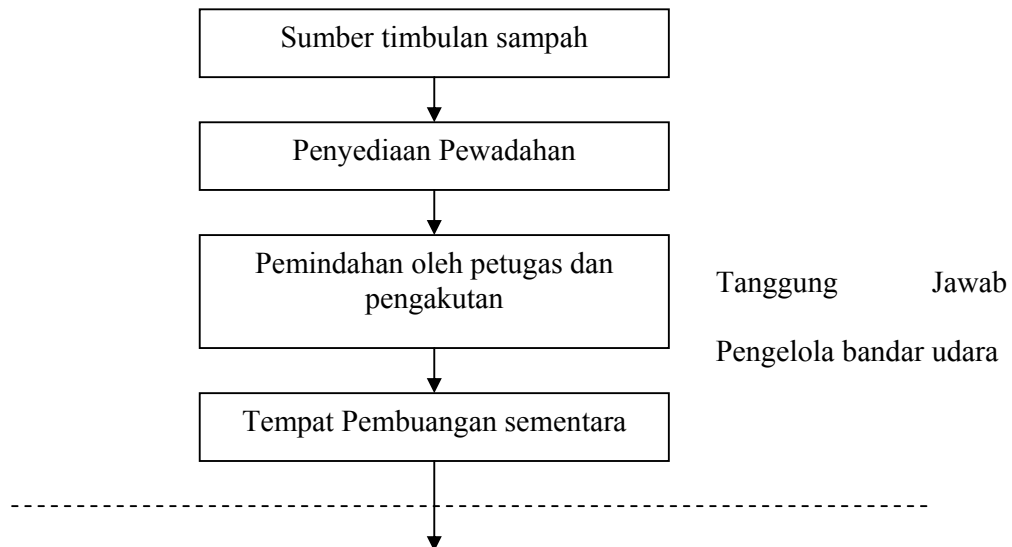 Sumber timbulan sampah
Penyediaan Pewadahan
Pemindahan oleh petugas dan
pengakutan
Tanggung Jawab
Pengelola bandar udara
Tempat Pembuangan sementara